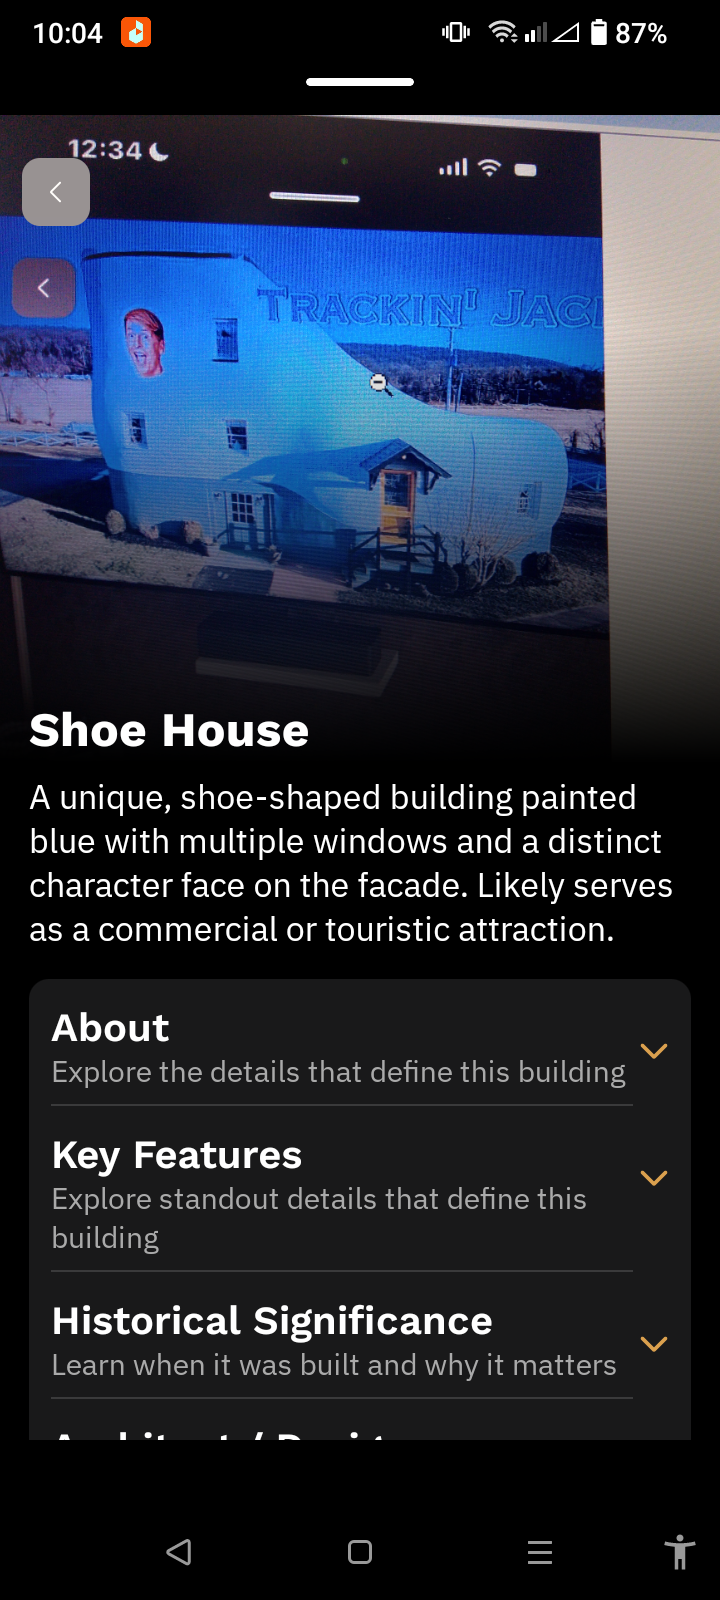 10:04
87%
12:34
TRACKIN' JAC
Shoe House
A unique, shoe-shaped building painted
blue with multiple windows and a distinct
character face on the facade. Likely serves
as a commercial or touristic attraction.
About
Explore the details that define this building
Key Features
Explore standout details that define this
building
Historical Significance
Learn when it was built and why it matters